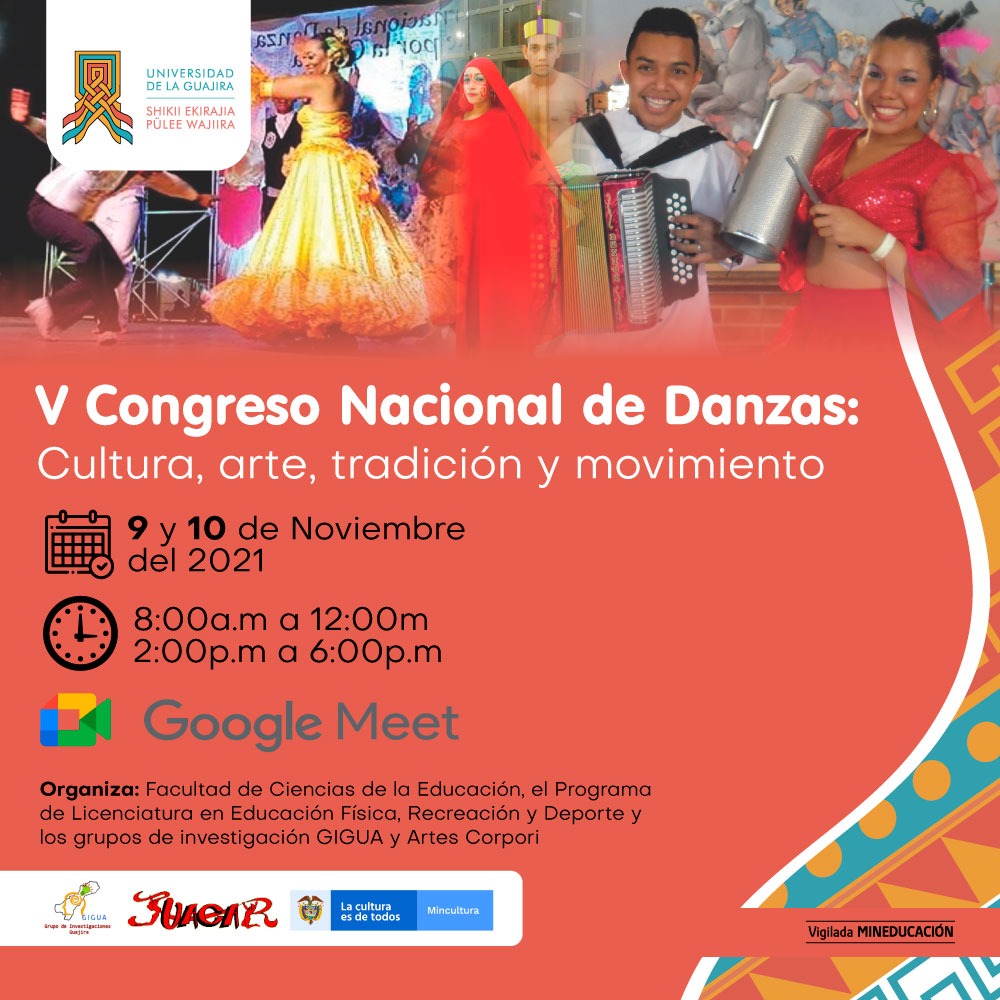 UNIVERSIDAD
DE LA GUAJIRA
SHIKII EKIRAJIA
PÜLEE WAJIIRA
V Congreso Nacional de Danzas:
Cultura, arte, tradición y movimiento
9 y 10 de Noviembre
del 2021
8:00a.m a 12:00m
2:00p.m a 6:00p.m
Google Meet
Organiza: Facultad de Ciencias de la Educación, el Programa
de Licenciatura en Educación Física, Recreación y Deporte y
los grupos de investigación GIGUA y Artes Corpori
GIGUA
Grupo de Investigaciones
Guajira
La cultura
es de todos
Mincultura
Vigilada MINEDUCACIÓN